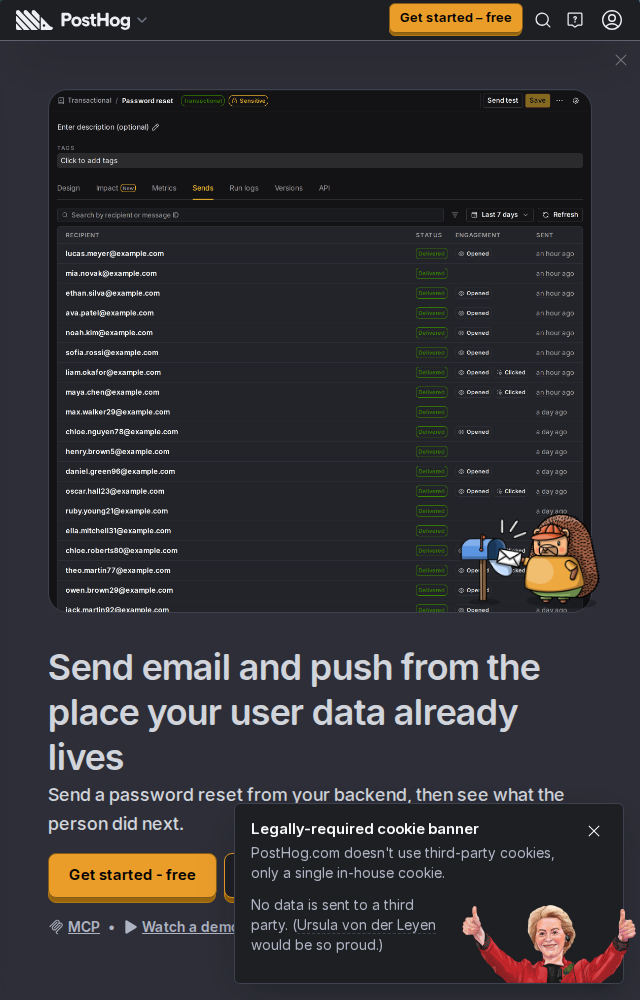 PostHog
Get started – free
Transactional / Password reset Transactional Sensitive Send test Save
Enter description (optional)
TAGS
Click to add tags
Design Impact New Metrics Sends Run logs Versions API
Search by recipient or message ID Last 7 days Refresh
RECIPIENT STATUS ENGAGEMENT SENT
lucas.meyer@example.com Delivered Opened an hour ago
mia.novak@example.com Delivered an hour ago
ethan.silva@example.com Delivered Opened an hour ago
ava.patel@example.com Delivered Opened an hour ago
noah.kim@example.com Delivered Opened an hour ago
sofia.rossi@example.com Delivered Opened an hour ago
liam.okafor@example.com Delivered Opened Clicked an hour ago
maya.chen@example.com Delivered Opened Clicked an hour ago
max.walker29@example.com Delivered a day ago
chloe.nguyen78@example.com Delivered Opened a day ago
henry.brown5@example.com Delivered a day ago
daniel.green96@example.com Delivered Opened a day ago
oscar.hall23@example.com Delivered Opened Clicked a day ago
ruby.young21@example.com Delivered a day ago
ella.mitchell31@example.com Delivered
chloe.roberts80@example.com Delivered
theo.martin77@example.com Delivered
owen.brown29@example.com Delivered
jack.martin92@example.com Delivered Opened a day ago
Send email and push from the
place your user data already
lives
Send a password reset from your backend, then see what the
person did next.
Get started - free
MCP • Watch a demo
Legally-required cookie banner
PostHog.com doesn't use third-party cookies,
only a single in-house cookie.
No data is sent to a third
party. (Ursula von der Leyen
would be so proud.)